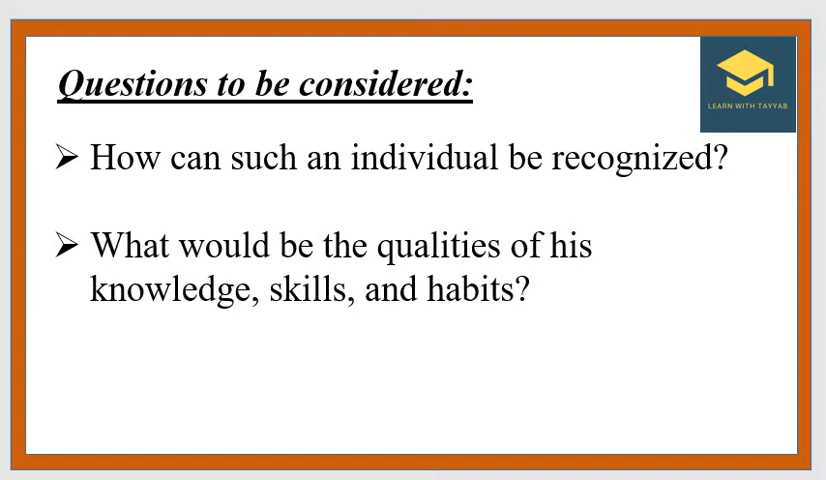 Questions to be considered:
LEARN WITH TAYYAB
➢ How can such an individual be recognized?
➢ What would be the qualities of his
knowledge, skills, and habits?